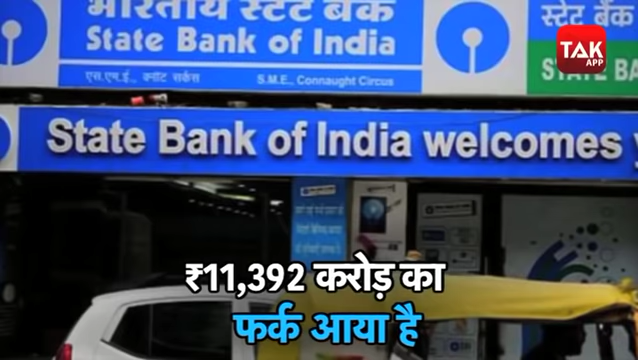 भारतीय स्टेट बैंक
State Bank of India
एस.एम.ई., क्नॉट सर्कस
S.M.E., Connaught Circus
स्टेट बैंक
STATE BA
TAK
APP
State Bank of India welcomes
₹11,392 करोड़ का
फर्क आया है